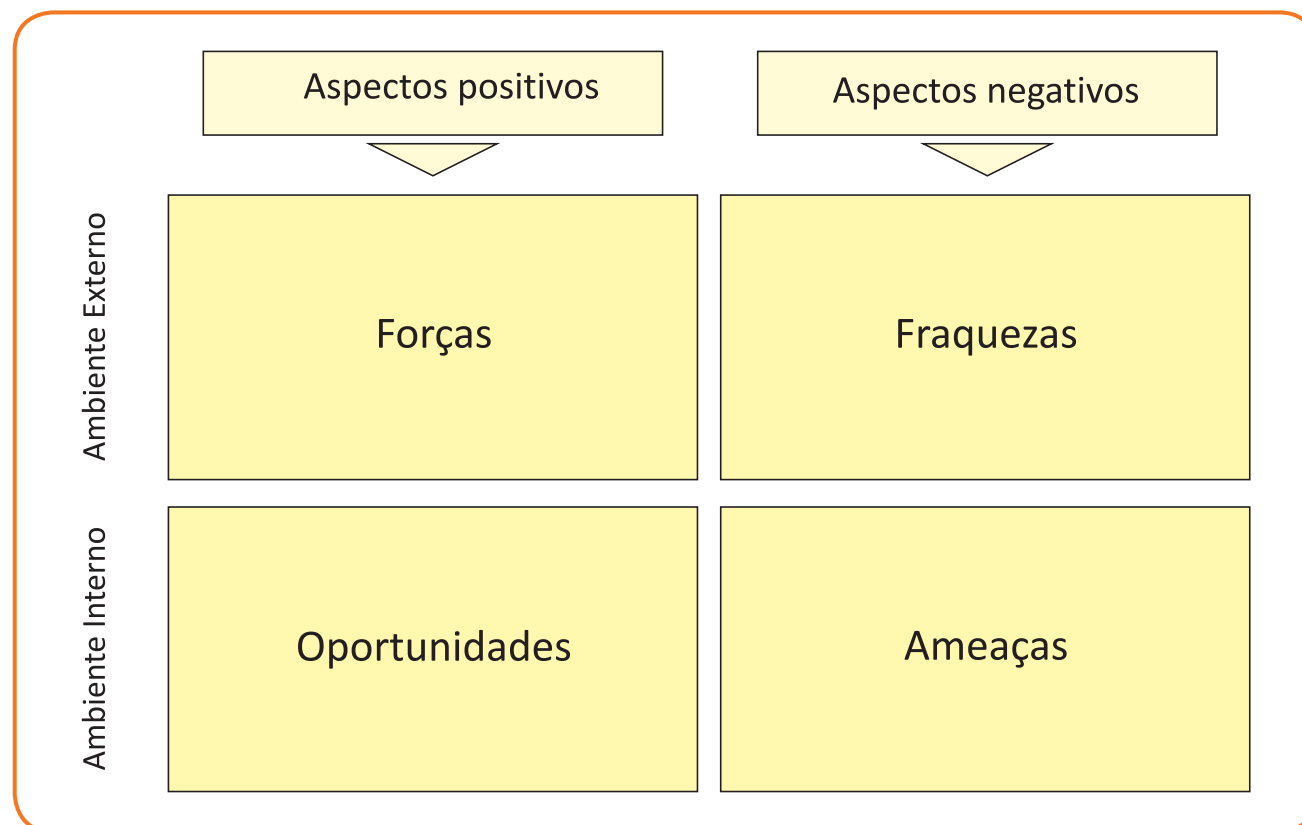 Aspectos positivos
Aspectos negativos
Ambiente Externo
Forças
Fraquezas
Ambiente Interno
Oportunidades
Ameaças